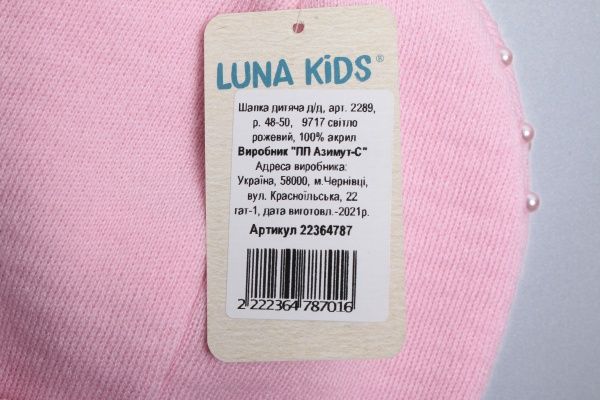 LUNA KiDS®
Шапка дитяча д/д, арт. 2289,
р. 48-50, 9717 світло
рожевий, 100% акрил
Виробник "ПП Азимут-С"
Адреса виробника:
Україна, 58000, м.Чернівці,
вул. Красноїльська, 22
гат-1, дата виготовл.-2021р.
Артикул 22364787
2 222364 787016